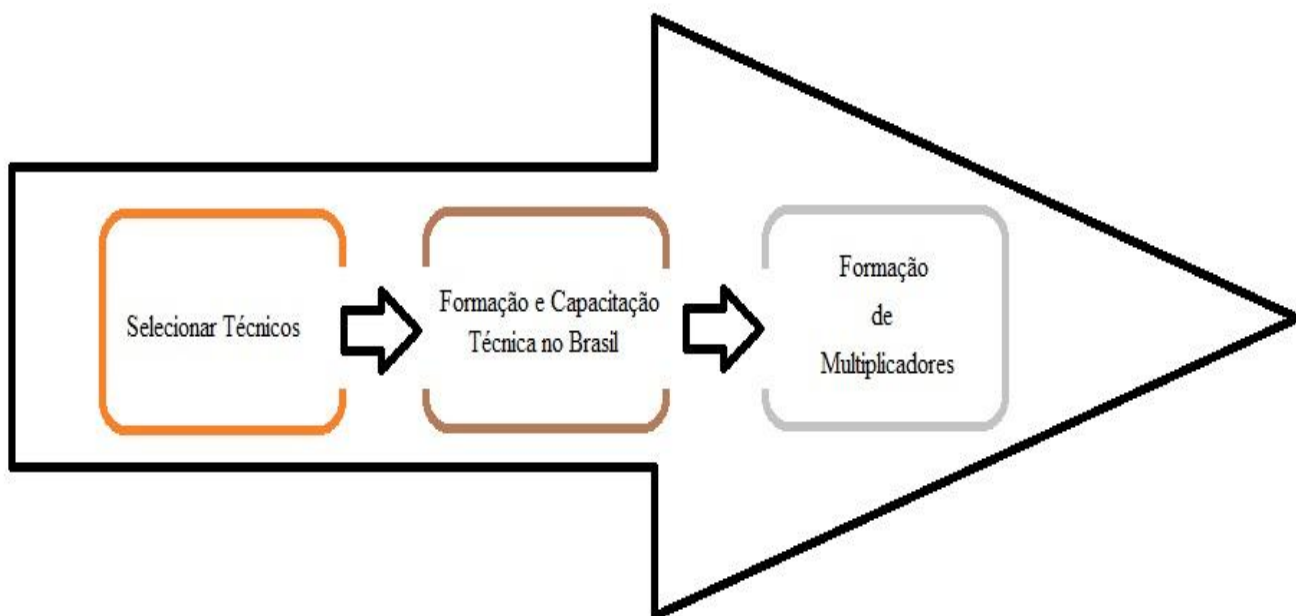 Selecionar Técnicos
Formação e Capacitação
Técnica no Brasil
Formação
de
Multiplicadores